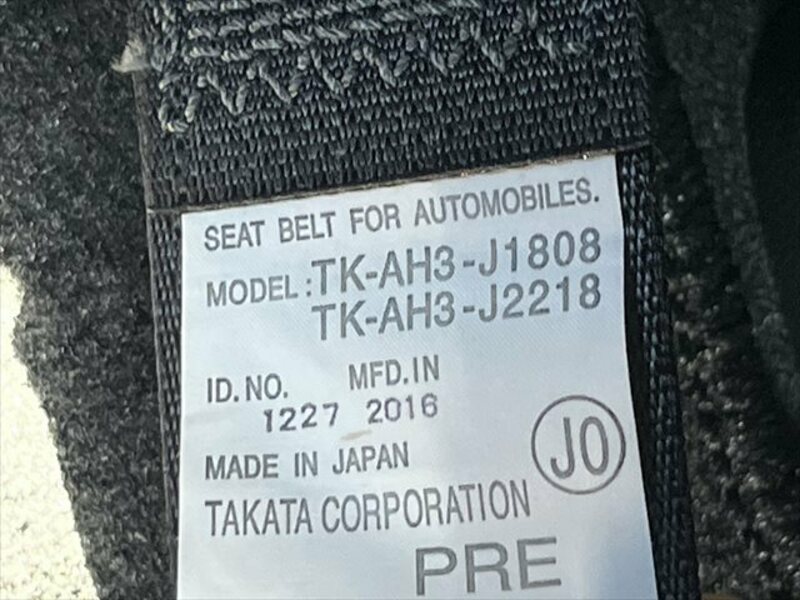 SEAT BELT FOR AUTOMOBILES.
MODEL: TK-AH3-J1808
TK-AH3-J2218
ID.NO. MFD.IN
1227 2016
MADE IN JAPAN
JO
TAKATA CORPORATION
PRE